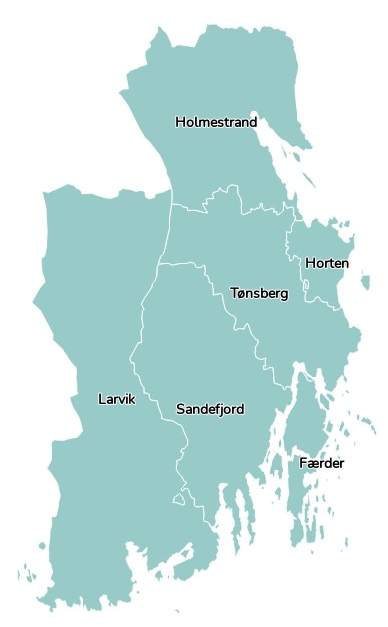 Holmestrand
Horten
Tønsberg
Larvik
Sandefjord
Færder